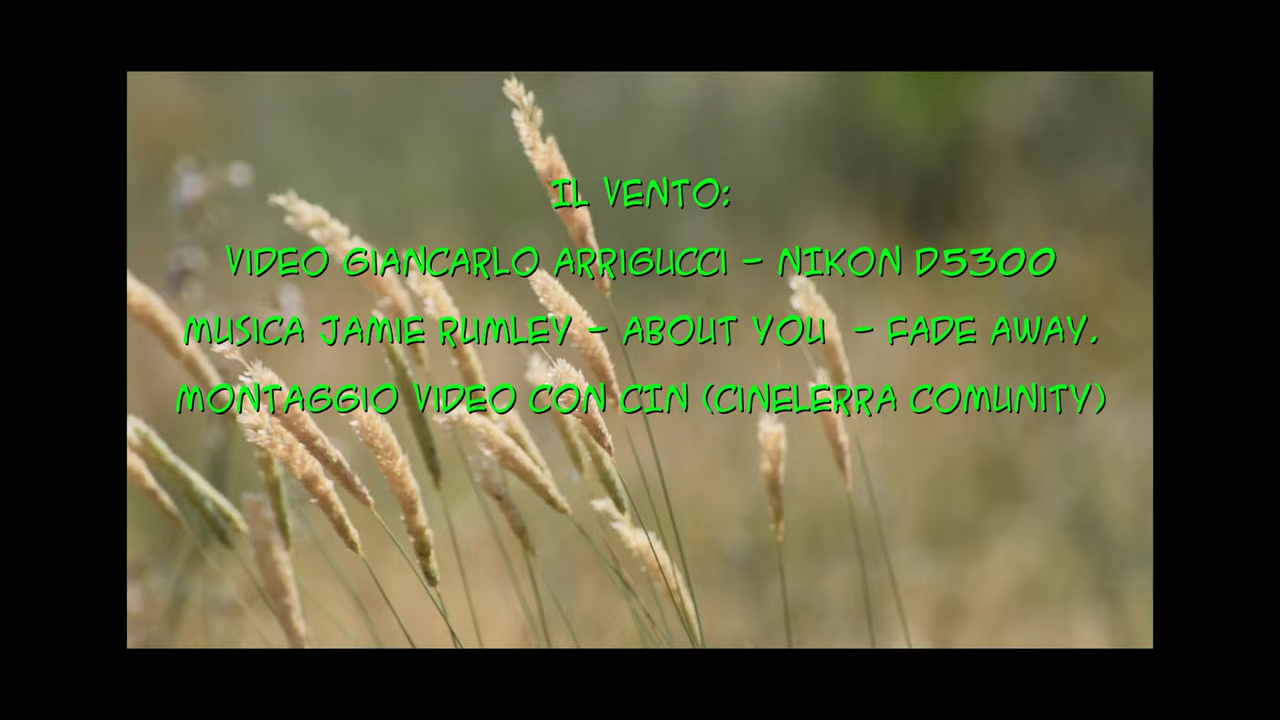 IL VENTO:
VIDEO GIANCARLO ARRIGUCCI - NIKON D5300
MUSICA JAMIE RUMLEY - ABOUT YOU - FADE AWAY.
MONTAGGIO VIDEO CON CIN (CINELERRA COMUNITY)